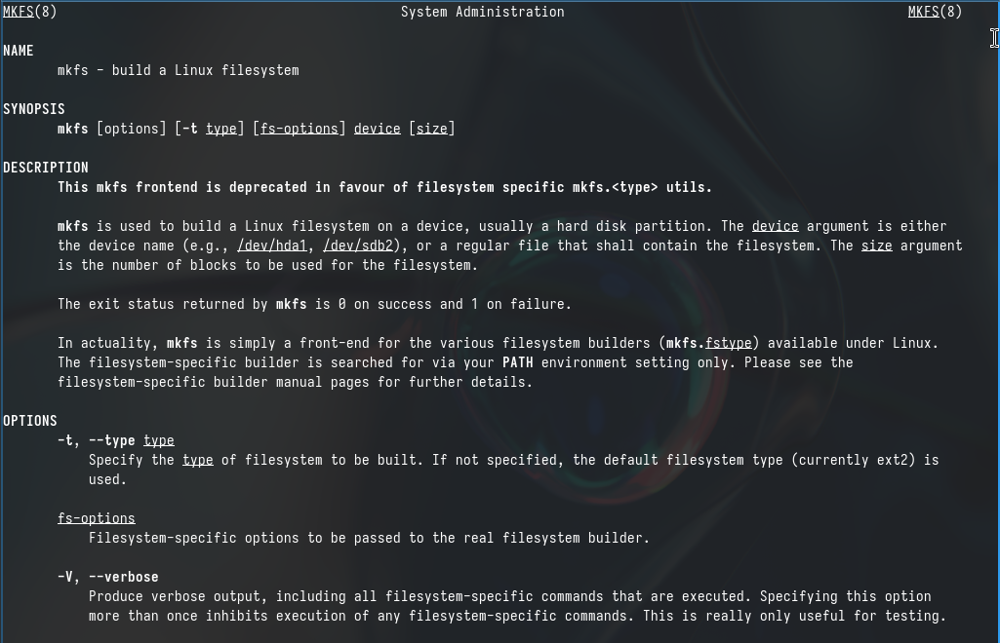 MKFS(8) System Administration MKFS(8)
NAME
mkfs - build a Linux filesystem
SYNOPSIS
mkfs [options] [-t type] [fs-options] device [size]
DESCRIPTION
This mkfs frontend is deprecated in favour of filesystem specific mkfs.<type> utils.
mkfs is used to build a Linux filesystem on a device, usually a hard disk partition. The device argument is either
the device name (e.g., /dev/hda1, /dev/sdb2), or a regular file that shall contain the filesystem. The size argument
is the number of blocks to be used for the filesystem.
The exit status returned by mkfs is 0 on success and 1 on failure.
In actuality, mkfs is simply a front-end for the various filesystem builders (mkfs.fstype) available under Linux.
The filesystem-specific builder is searched for via your PATH environment setting only. Please see the
filesystem-specific builder manual pages for further details.
OPTIONS
-t, --type type
Specify the type of filesystem to be built. If not specified, the default filesystem type (currently ext2) is
used.
fs-options
Filesystem-specific options to be passed to the real filesystem builder.
-V, --verbose
Produce verbose output, including all filesystem-specific commands that are executed. Specifying this option
more than once inhibits execution of any filesystem-specific commands. This is really only useful for testing.